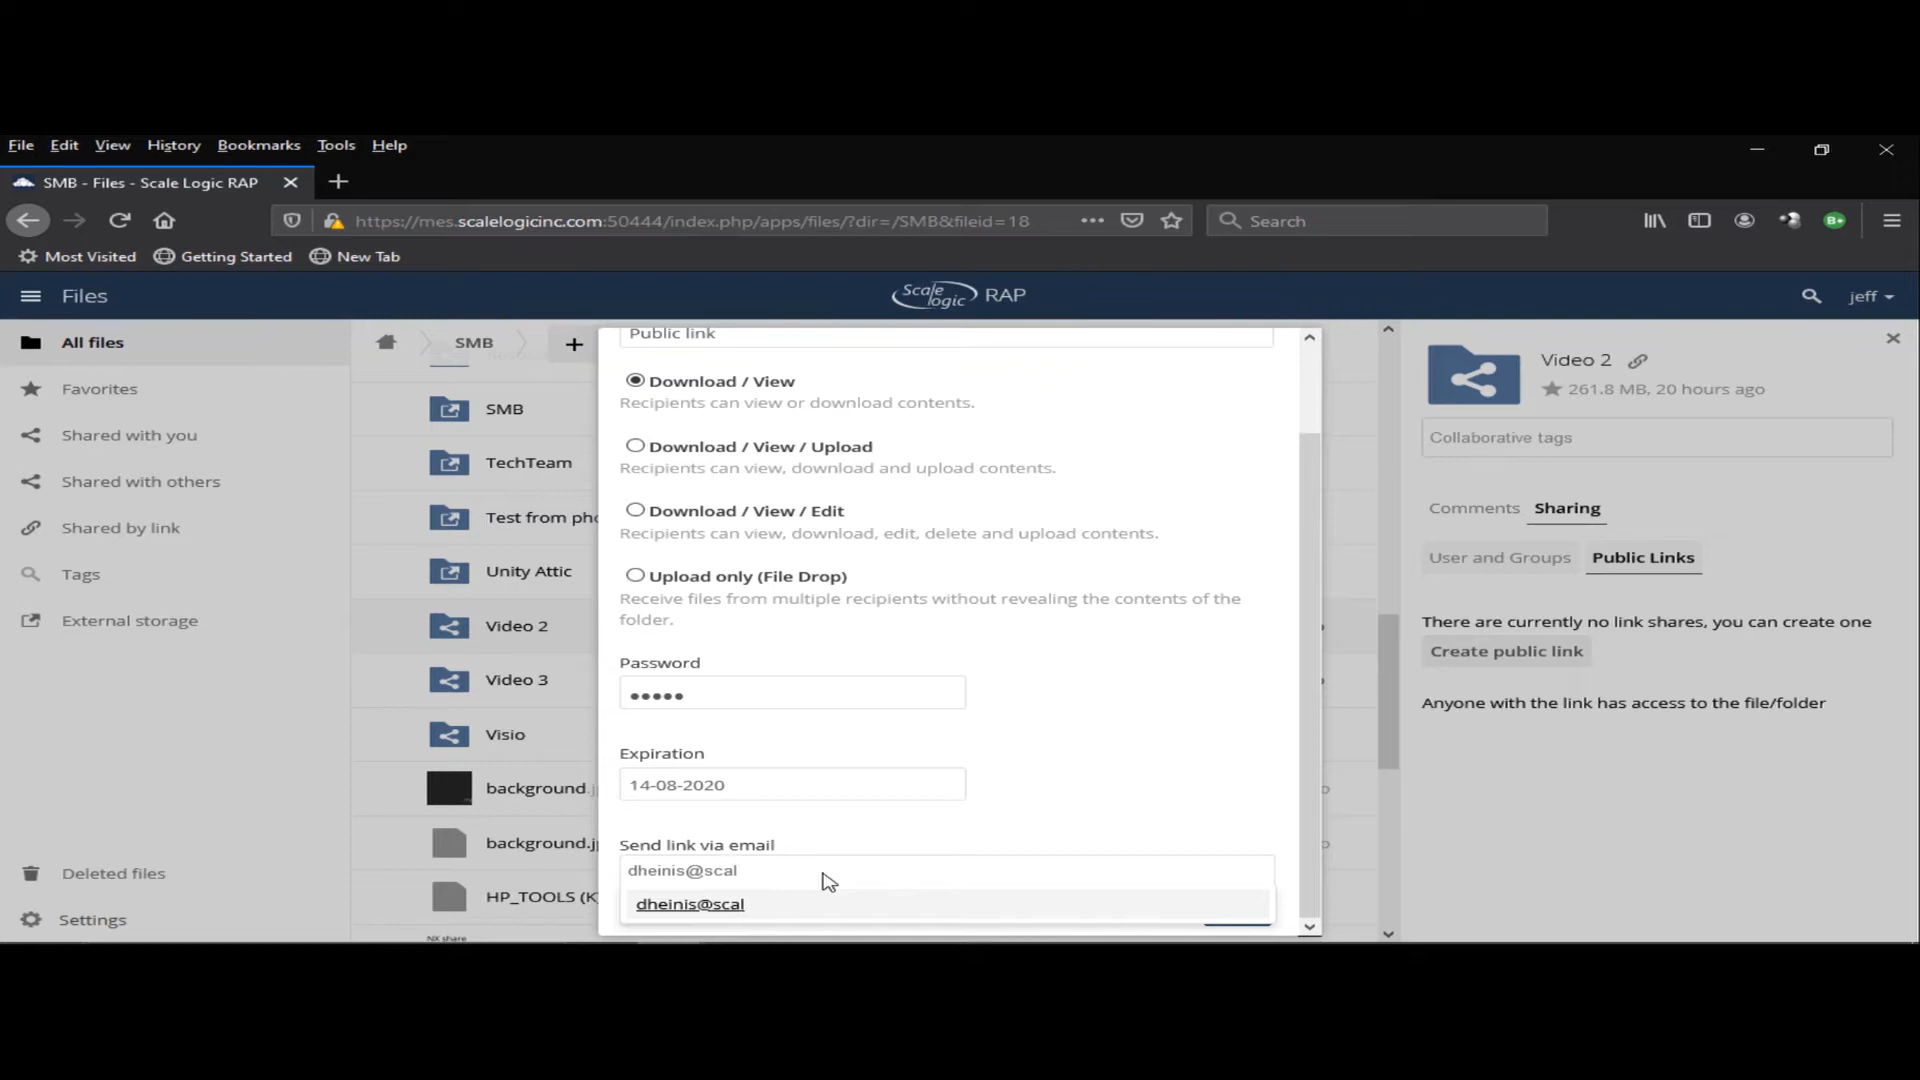 File Edit View History Bookmarks Tools Help
SMB - Files - Scale Logic RAP
https://mes.scalelogicinc.com:50444/index.php/apps/files/?dir=/SMB&fileid=18
Search
Most Visited Getting Started New Tab
Files
Scale logic RAP
jeff
All files
Favorites
Shared with you
Shared with others
Shared by link
Tags
External storage
Deleted files
Settings
SMB
SMB
TechTeam
Test from pho
Unity Attic
Video 2
Video 3
Visio
background.
background.j
HP_TOOLS (K
NX share
Public link
Download / View
Recipients can view or download contents.
Download / View / Upload
Recipients can view, download and upload contents.
Download / View / Edit
Recipients can view, download, edit, delete and upload contents.
Upload only (File Drop)
Receive files from multiple recipients without revealing the contents of the
folder.
Password
•••••
Expiration
14-08-2020
Send link via email
dheinis@scal
dheinis@scal
Video 2
261.8 MB, 20 hours ago
Collaborative tags
Comments Sharing
User and Groups Public Links
There are currently no link shares, you can create one
Create public link
Anyone with the link has access to the file/folder